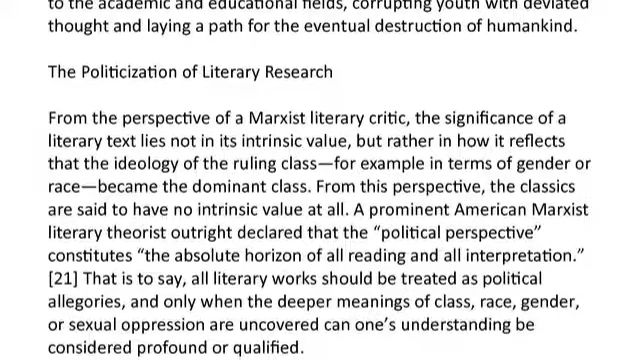 to the academic and educational fields, corrupting youth with deviated
thought and laying a path for the eventual destruction of humankind.
The Politicization of Literary Research
From the perspective of a Marxist literary critic, the significance of a
literary text lies not in its intrinsic value, but rather in how it reflects
that the ideology of the ruling class—for example in terms of gender or
race—became the dominant class. From this perspective, the classics
are said to have no intrinsic value at all. A prominent American Marxist
literary theorist outright declared that the “political perspective”
constitutes “the absolute horizon of all reading and all interpretation.”
[21] That is to say, all literary works should be treated as political
allegories, and only when the deeper meanings of class, race, gender,
or sexual oppression are uncovered can one’s understanding be
considered profound or qualified.